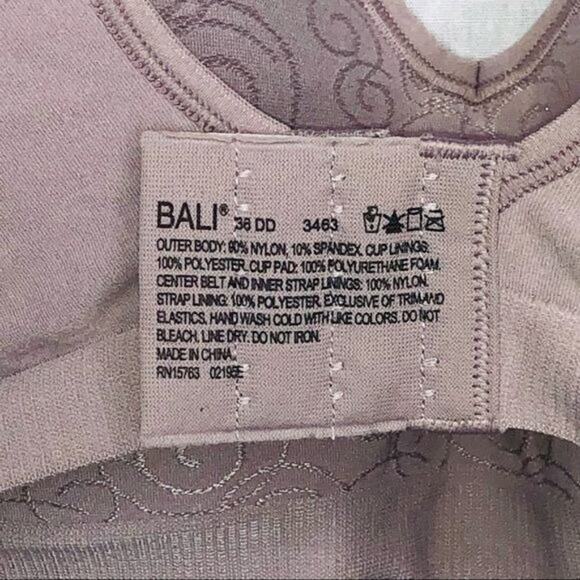 BALI® 36 DD 3463
OUTER BODY: 90% NYLON, 10% SPANDEX. CUP LININGS:
100% POLYESTER. CUP PAD: 100% POLYURETHANE FOAM.
CENTER BELT AND INNER STRAP LININGS: 100% NYLON.
STRAP LINING: 100% POLYESTER. EXCLUSIVE OF TRIM AND
ELASTICS. HAND WASH COLD WITH LIKE COLORS. DO NOT
BLEACH. LINE DRY. DO NOT IRON.
MADE IN CHINA.
RN15763 02195E